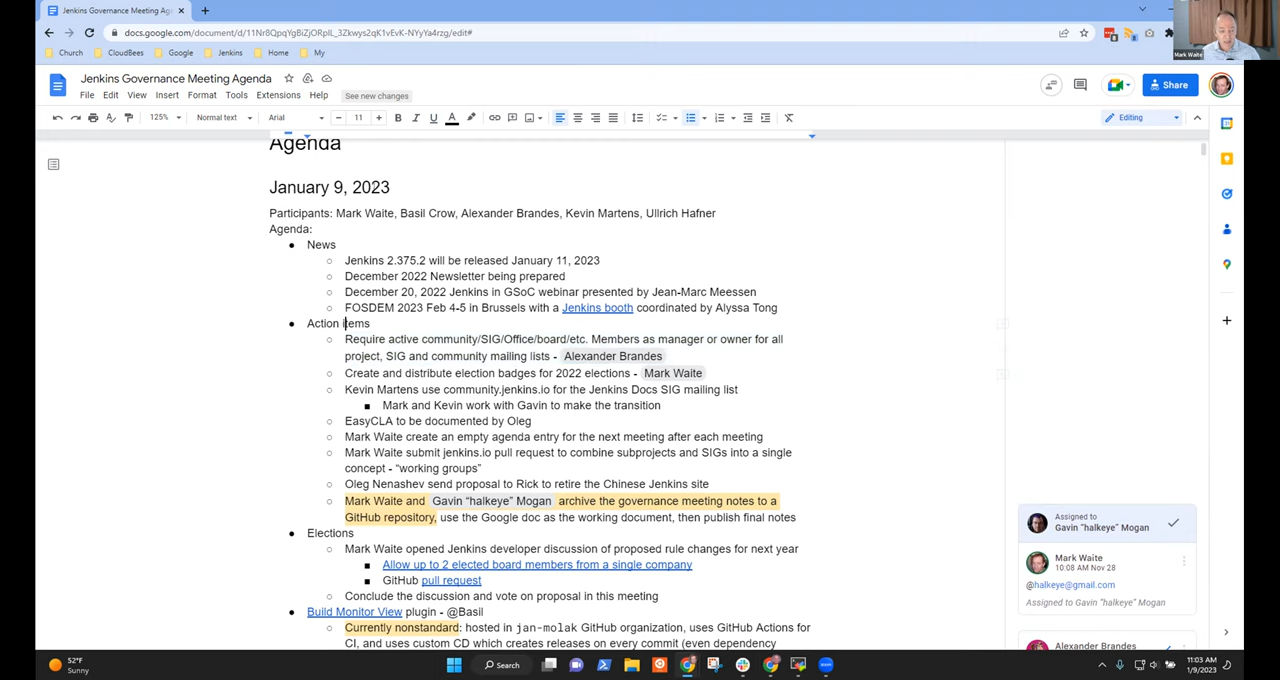 Jenkins Governance Meeting Agenda
docs.google.com/document/d/11Nr8QpqYgBiZjORplL_3Zkwys2qK1vEvK-NYyYa4rzg/edit#
Church CloudBees Google Jenkins Home My
Mark Waite
Jenkins Governance Meeting Agenda
File Edit View Insert Format Tools Extensions Help See new changes
Share
125% Normal text Arial 11 Editing
Agenda
January 9, 2023
Participants: Mark Waite, Basil Crow, Alexander Brandes, Kevin Martens, Ullrich Hafner
Agenda:
News
Jenkins 2.375.2 will be released January 11, 2023
December 2022 Newsletter being prepared
December 20, 2022 Jenkins in GSoC webinar presented by Jean-Marc Meessen
FOSDEM 2023 Feb 4-5 in Brussels with a Jenkins booth coordinated by Alyssa Tong
Action items
Require active community/SIG/Office/board/etc. Members as manager or owner for all
project, SIG and community mailing lists - Alexander Brandes
Create and distribute election badges for 2022 elections - Mark Waite
Kevin Martens use community.jenkins.io for the Jenkins Docs SIG mailing list
Mark and Kevin work with Gavin to make the transition
EasyCLA to be documented by Oleg
Mark Waite create an empty agenda entry for the next meeting after each meeting
Mark Waite submit jenkins.io pull request to combine subprojects and SIGs into a single
concept - “working groups”
Oleg Nenashev send proposal to Rick to retire the Chinese Jenkins site
Mark Waite and Gavin “halkeye” Mogan archive the governance meeting notes to a
GitHub repository, use the Google doc as the working document, then publish final notes
Elections
Mark Waite opened Jenkins developer discussion of proposed rule changes for next year
Allow up to 2 elected board members from a single company
GitHub pull request
Conclude the discussion and vote on proposal in this meeting
Build Monitor View plugin - @Basil
Currently nonstandard: hosted in jan-molak GitHub organization, uses GitHub Actions for
CI, and uses custom CD which creates releases on every commit (even dependency
Assigned to
Gavin "halkeye" Mogan
Mark Waite
10:08 AM Nov 28
@halkeye@gmail.com
Assigned to Gavin "halkeye" Mogan
Alexander Brandes
52°F
Sunny
Search
11:03 AM
1/9/2023